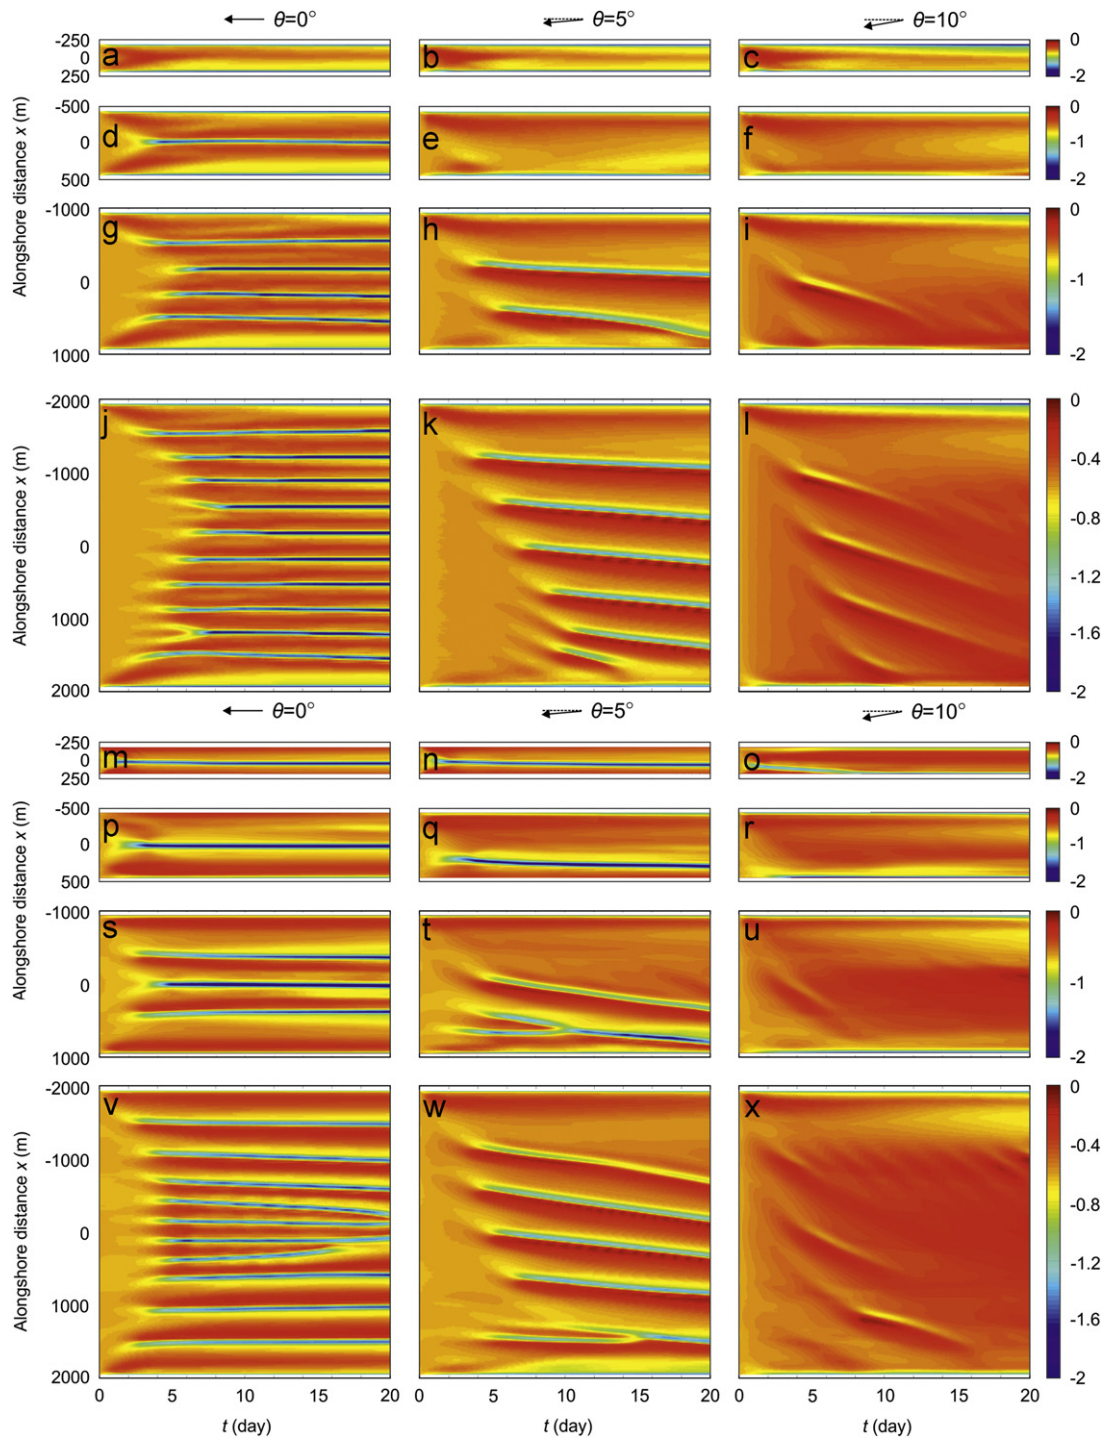 θ=0° θ=5° θ=10°
-250 a b c 0
0
250 -2
-500 d e f 0
0 -1
500 -2
-1000 g h i 0
0 -1
1000 -2
Alongshore distance x (m)
-2000 j k l 0
-0.4
-1000
-0.8
0
-1.2
1000
-1.6
2000 -2
Alongshore distance x (m)
θ=0° θ=5° θ=10°
-250 m n o 0
0
250 -2
-500 p q r 0
0 -1
500 -2
-1000 s t u 0
0 -1
1000 -2
Alongshore distance x (m)
-2000 v w x 0
-0.4
-1000
-0.8
0
-1.2
1000
-1.6
2000 -2
Alongshore distance x (m)
0 5 10 15 20 0 5 10 15 20 0 5 10 15 20
t (day) t (day) t (day)